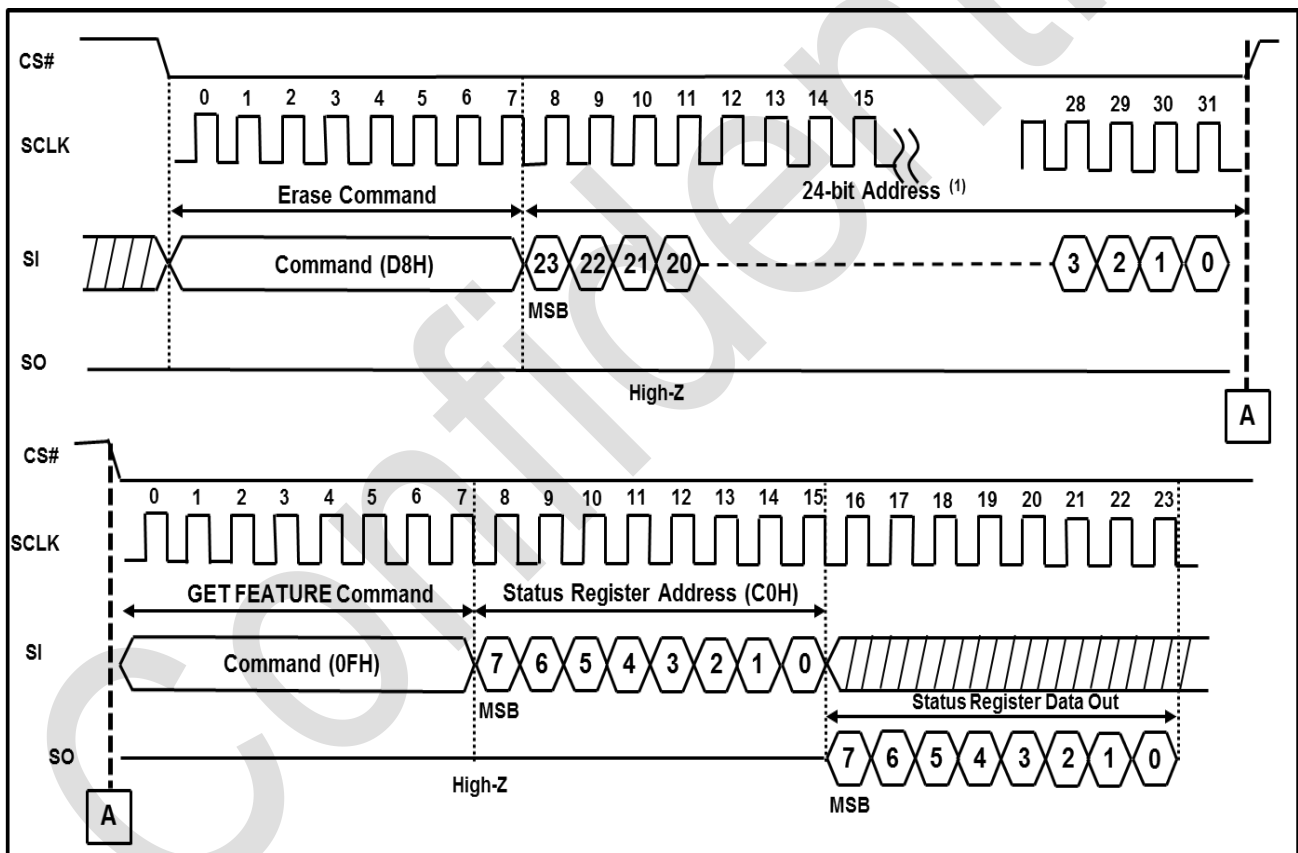 CS#
0 1 2 3 4 5 6 7 8 9 10 11 12 13 14 15 28 29 30 31
SCLK
Erase Command 24-bit Address (1)
SI Command (D8H) 23 22 21 20 3 2 1 0
MSB
SO
High-Z
A
CS#
0 1 2 3 4 5 6 7 8 9 10 11 12 13 14 15 16 17 18 19 20 21 22 23
SCLK
GET FEATURE Command Status Register Address (C0H)
SI Command (0FH) 7 6 5 4 3 2 1 0
MSB Status Register Data Out
SO 7 6 5 4 3 2 1 0
High-Z
MSB
A
Confidenti